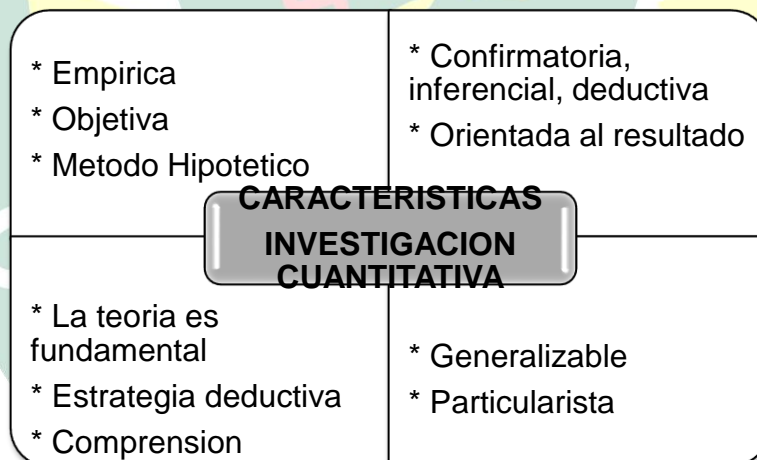 * Empirica
* Objetiva
* Metodo Hipotetico
* Confirmatoria,
inferencial, deductiva
* Orientada al resultado
CARACTERISTICAS
INVESTIGACION
CUANTITATIVA
* La teoria es
fundamental
* Estrategia deductiva
* Comprension
* Generalizable
* Particularista